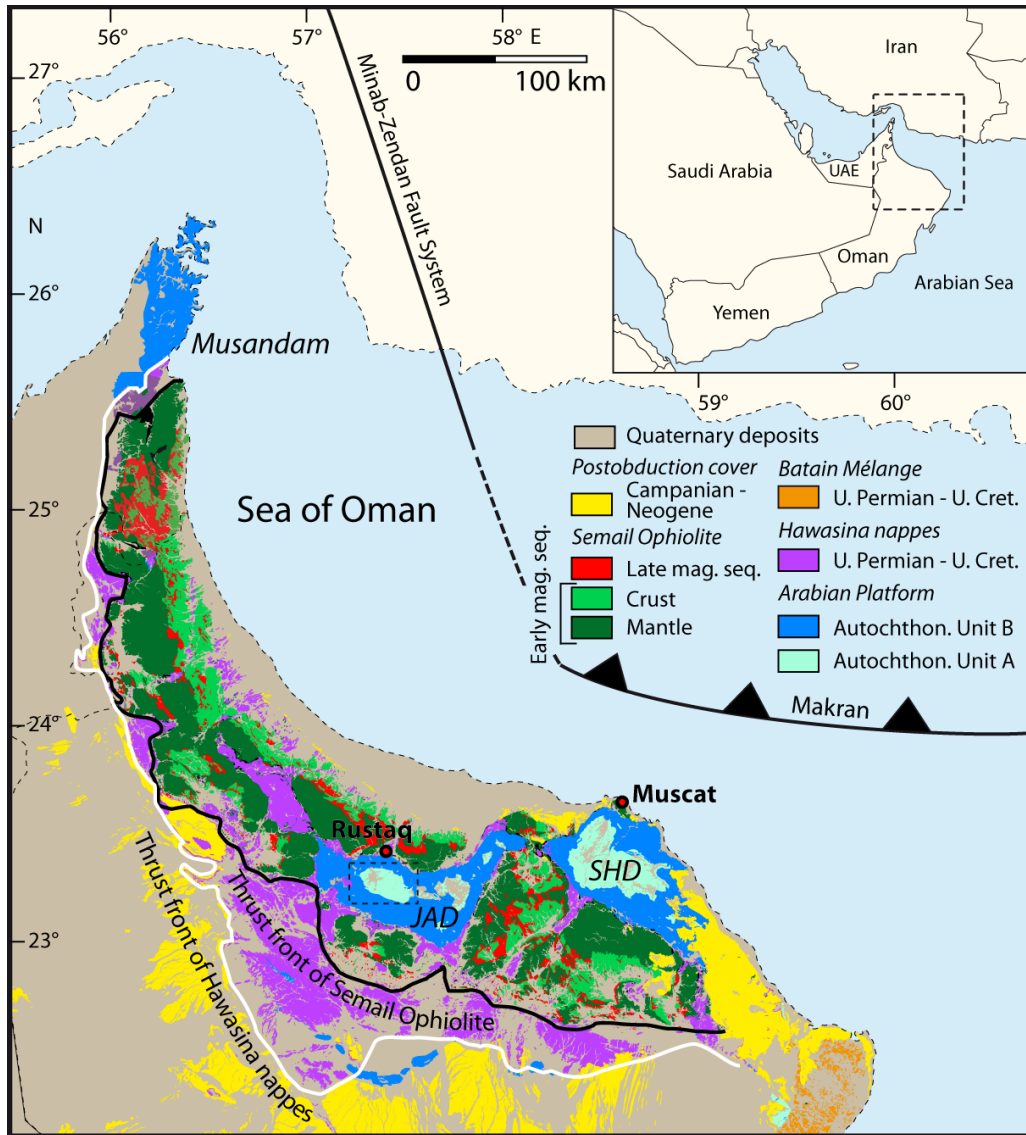 56°
57°
58° E
27°
0
100 km
N
26°
Minab-Zendan Fault System
Musandam
Iran
Saudi Arabia
UAE
Oman
Yemen
Arabian Sea
59°
60°
25°
Sea of Oman
Quaternary deposits
Postobduction cover
Campanian -
Neogene
Semail Ophiolite
Late mag. seq.
Crust
Mantle
Early mag. seq.
Batain Mélange
U. Permian - U. Cret.
Hawasina nappes
U. Permian - U. Cret.
Arabian Platform
Autochthon. Unit B
Autochthon. Unit A
Makran
24°
Muscat
Rustaq
SHD
JAD
23°
Thrust front of Semail Ophiolite
Thrust front of Hawasina nappes